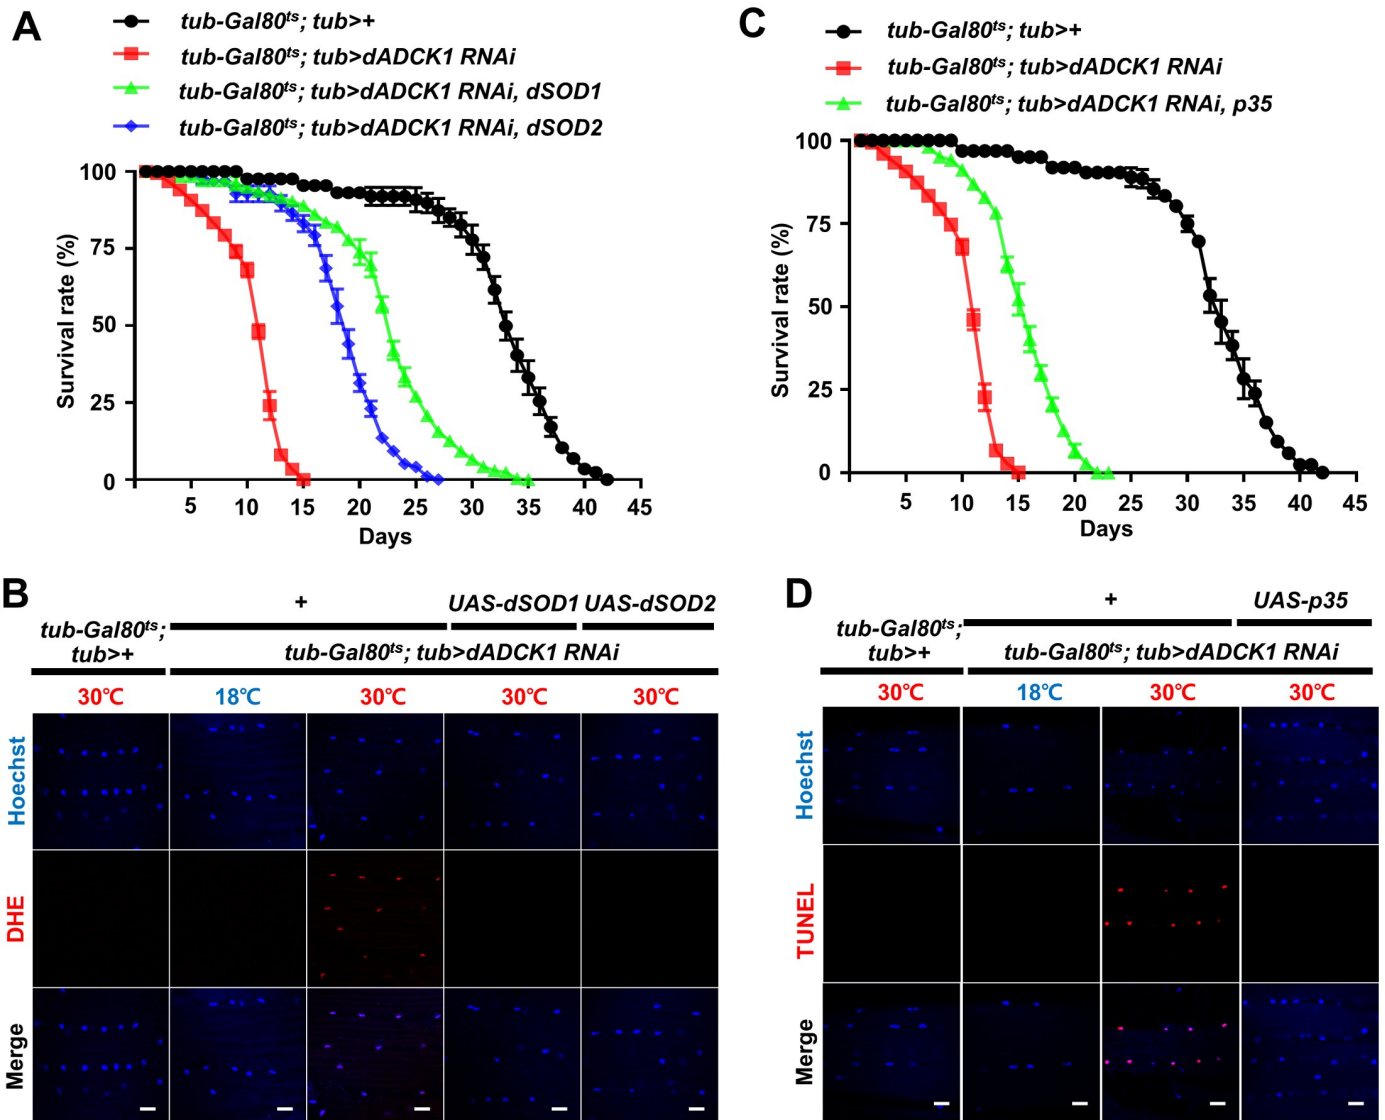 A
tub-Gal80ts; tub>+
tub-Gal80ts; tub>dADCK1 RNAi
tub-Gal80ts; tub>dADCK1 RNAi, dSOD1
tub-Gal80ts; tub>dADCK1 RNAi, dSOD2
Survival rate (%)
100
75
50
25
0
5 10 15 20 25 30 35 40 45
Days
C
tub-Gal80ts; tub>+
tub-Gal80ts; tub>dADCK1 RNAi
tub-Gal80ts; tub>dADCK1 RNAi, p35
Survival rate (%)
100
75
50
25
0
5 10 15 20 25 30 35 40 45
Days
B
+ UAS-dSOD1 UAS-dSOD2
tub-Gal80ts;
tub>+
tub-Gal80ts; tub>dADCK1 RNAi
30℃ 18℃ 30℃ 30℃ 30℃
Hoechst
DHE
Merge
D
+ UAS-p35
tub-Gal80ts;
tub>+
tub-Gal80ts; tub>dADCK1 RNAi
30℃ 18℃ 30℃ 30℃
Hoechst
TUNEL
Merge